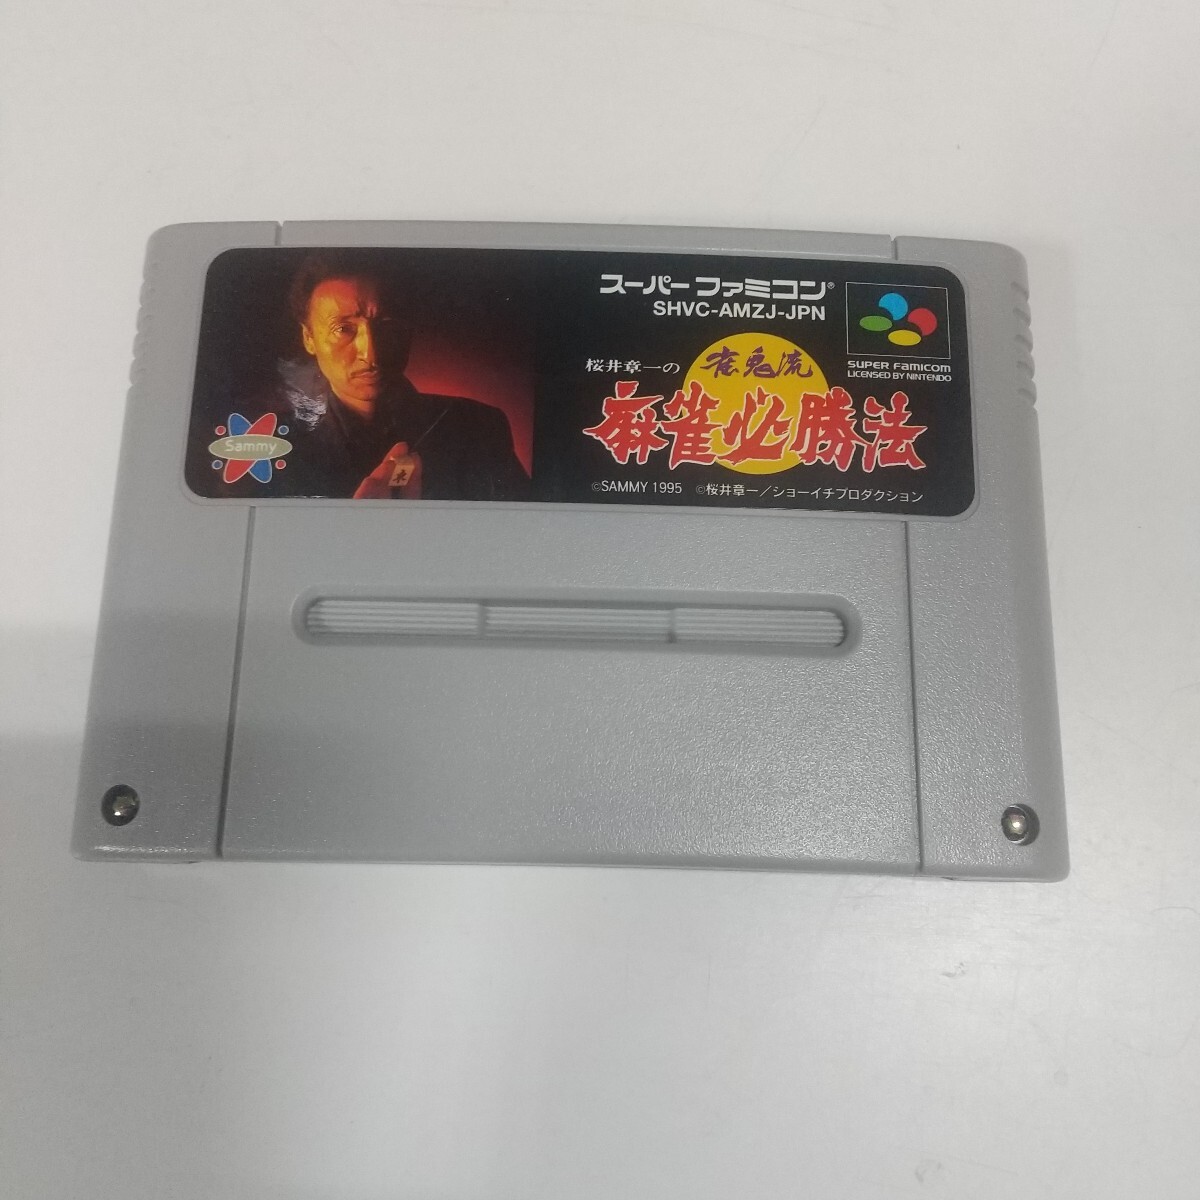 スーパーファミコン®
SHVC-AMZJ-JPN
SUPER FAMICOM
LICENSED BY NINTENDO
桜井章一の 雀鬼流
麻雀必勝法
Sammy
©SAMMY 1995 ©桜井章一/ショーイチプロダクション